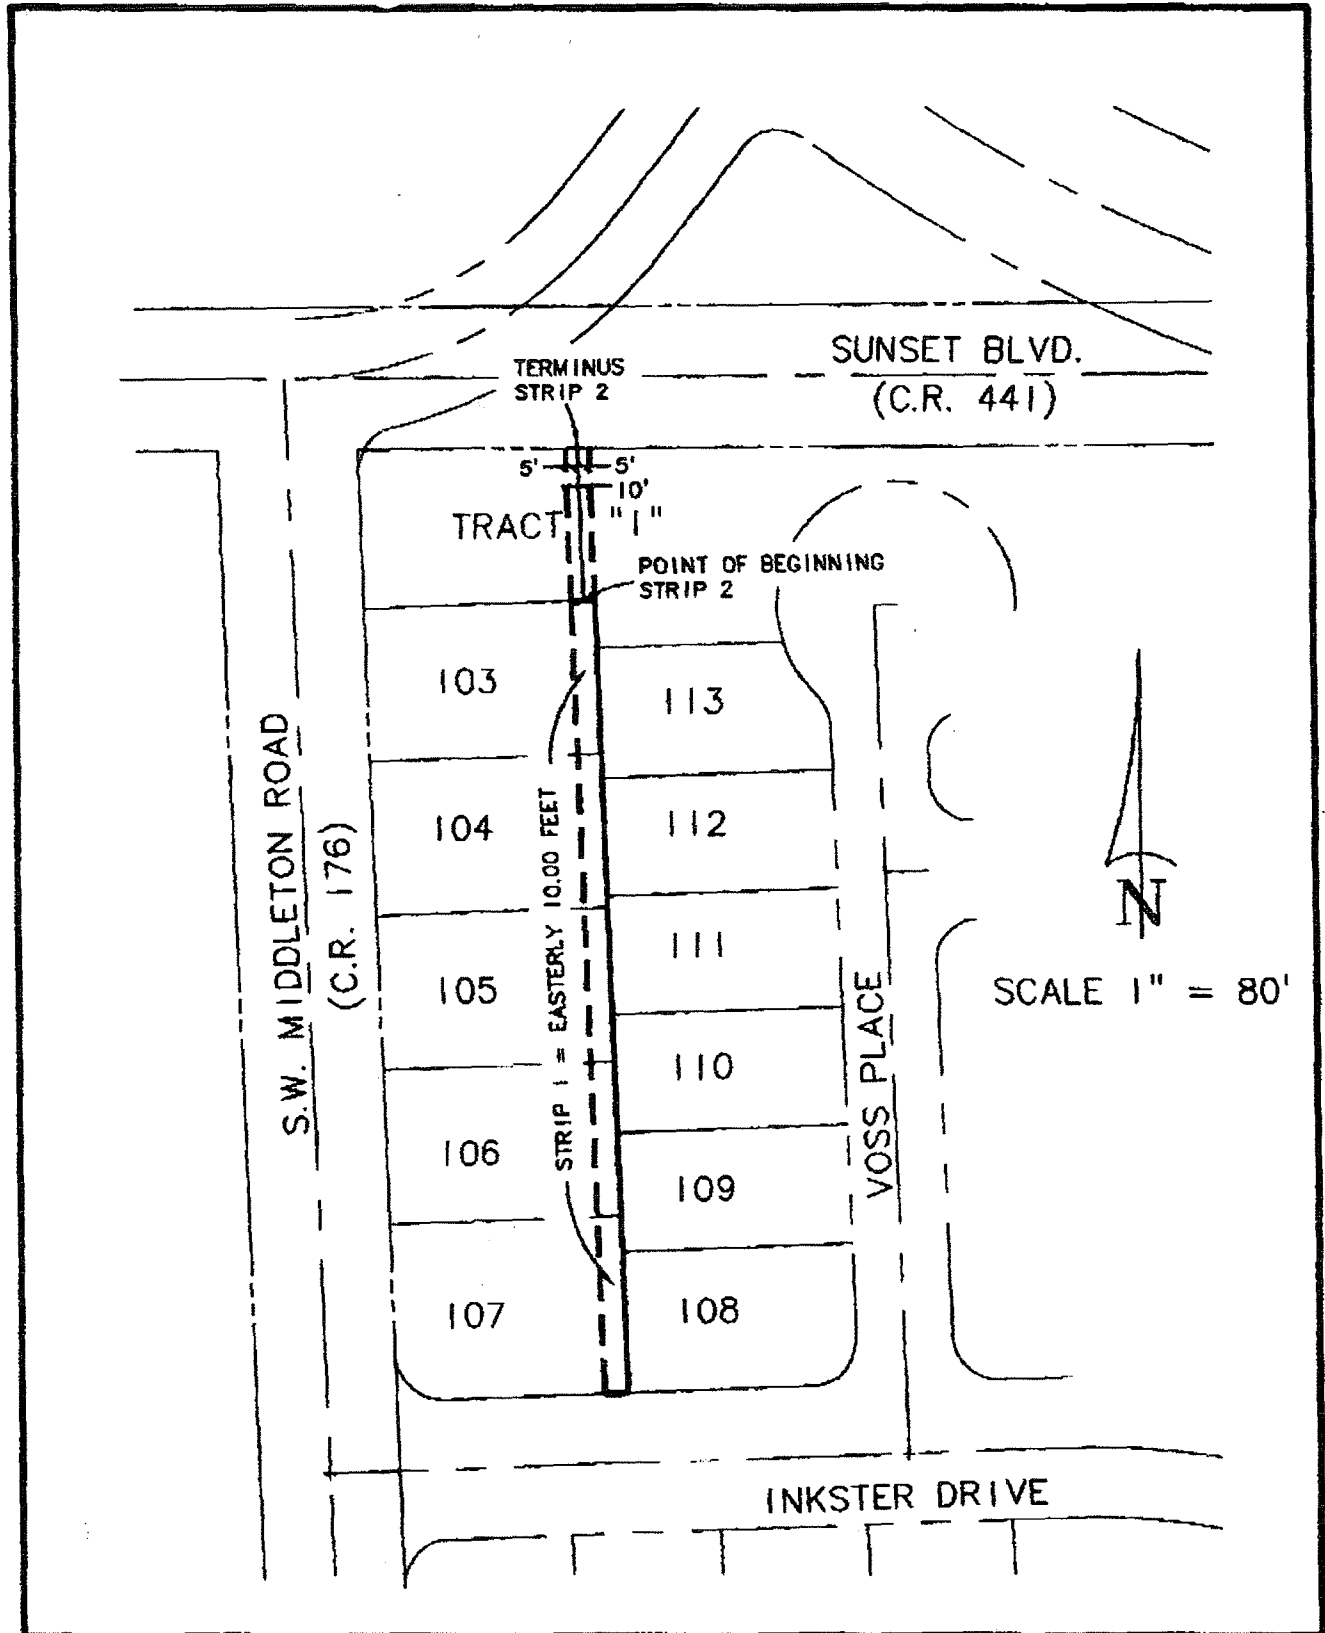 SUNSET BLVD.
(C.R. 441)
TERMINUS
STRIP 2
5'
5'
10'
TRACT "1"
POINT OF BEGINNING
STRIP 2
103
113
104
112
105
111
110
106
109
107
108
S.W. MIDDLETON ROAD
(C.R. 176)
STRIP 1 = EASTERLY 10.00 FEET
VOSS PLACE
N
SCALE 1" = 80'
INKSTER DRIVE